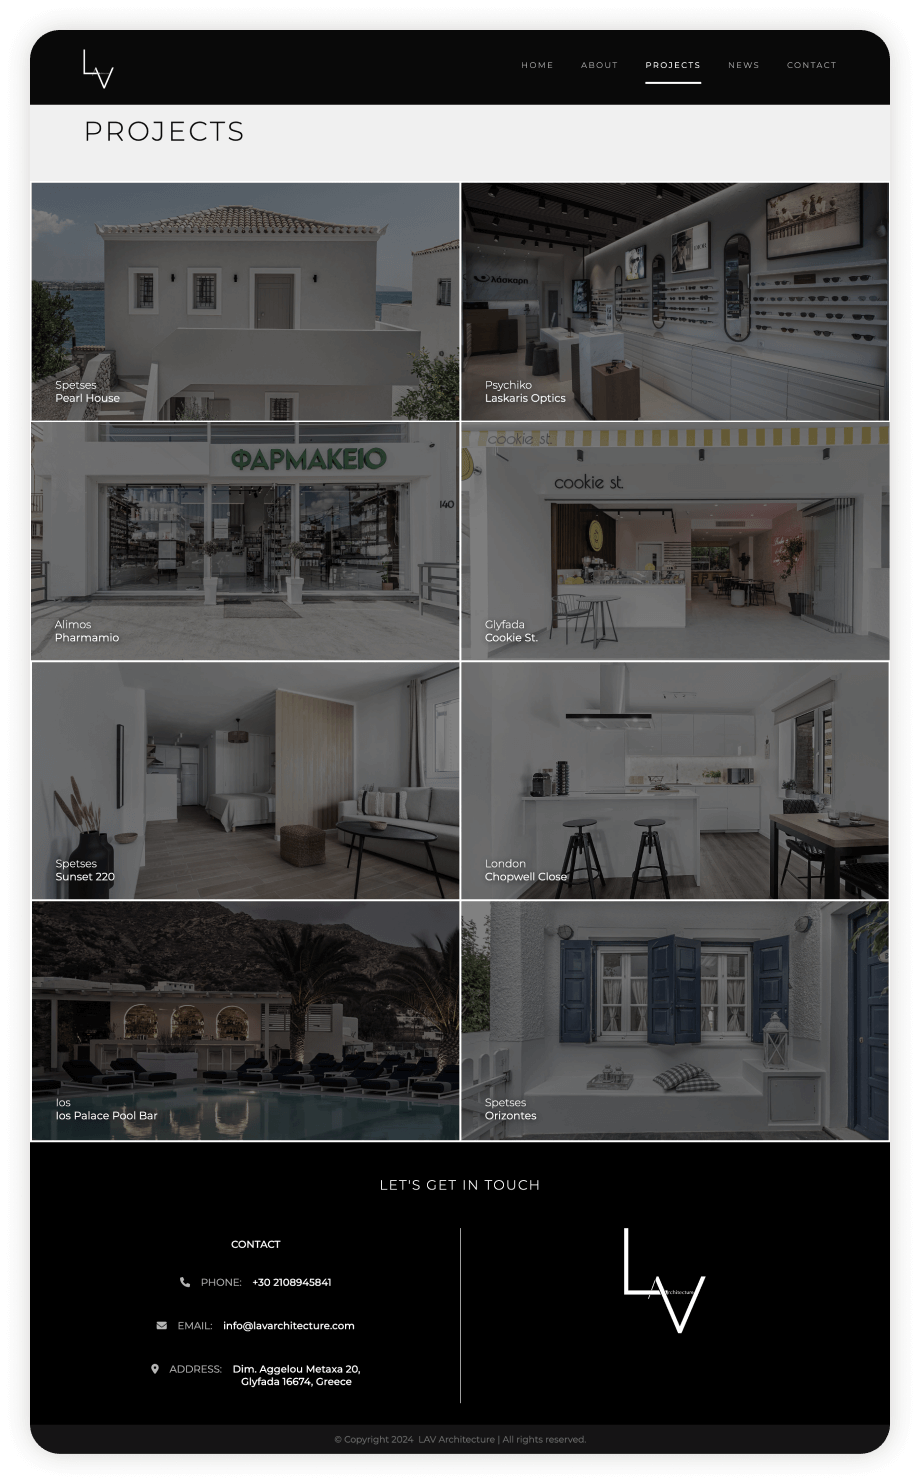 LAV
HOME
ABOUT
PROJECTS
NEWS
CONTACT
PROJECTS
λάσκαρη
Spetses
Pearl House
Psychiko
Laskaris Optics
ΦΑΡΜΑΚΕΙΟ
140
Alimos
Pharmamio
cookie st.
cookie st.
Glyfada
Cookie St.
Spetses
Sunset 220
London
Chopwell Close
Ios
Ios Palace Pool Bar
Spetses
Orizontes
LET'S GET IN TOUCH
CONTACT
PHONE: +30 2108945841
EMAIL: info@lavarchitecture.com
ADDRESS: Dim. Aggelou Metaxa 20,
Glyfada 16674, Greece
LAV
Architecture
© Copyright 2024 LAV Architecture | All rights reserved.